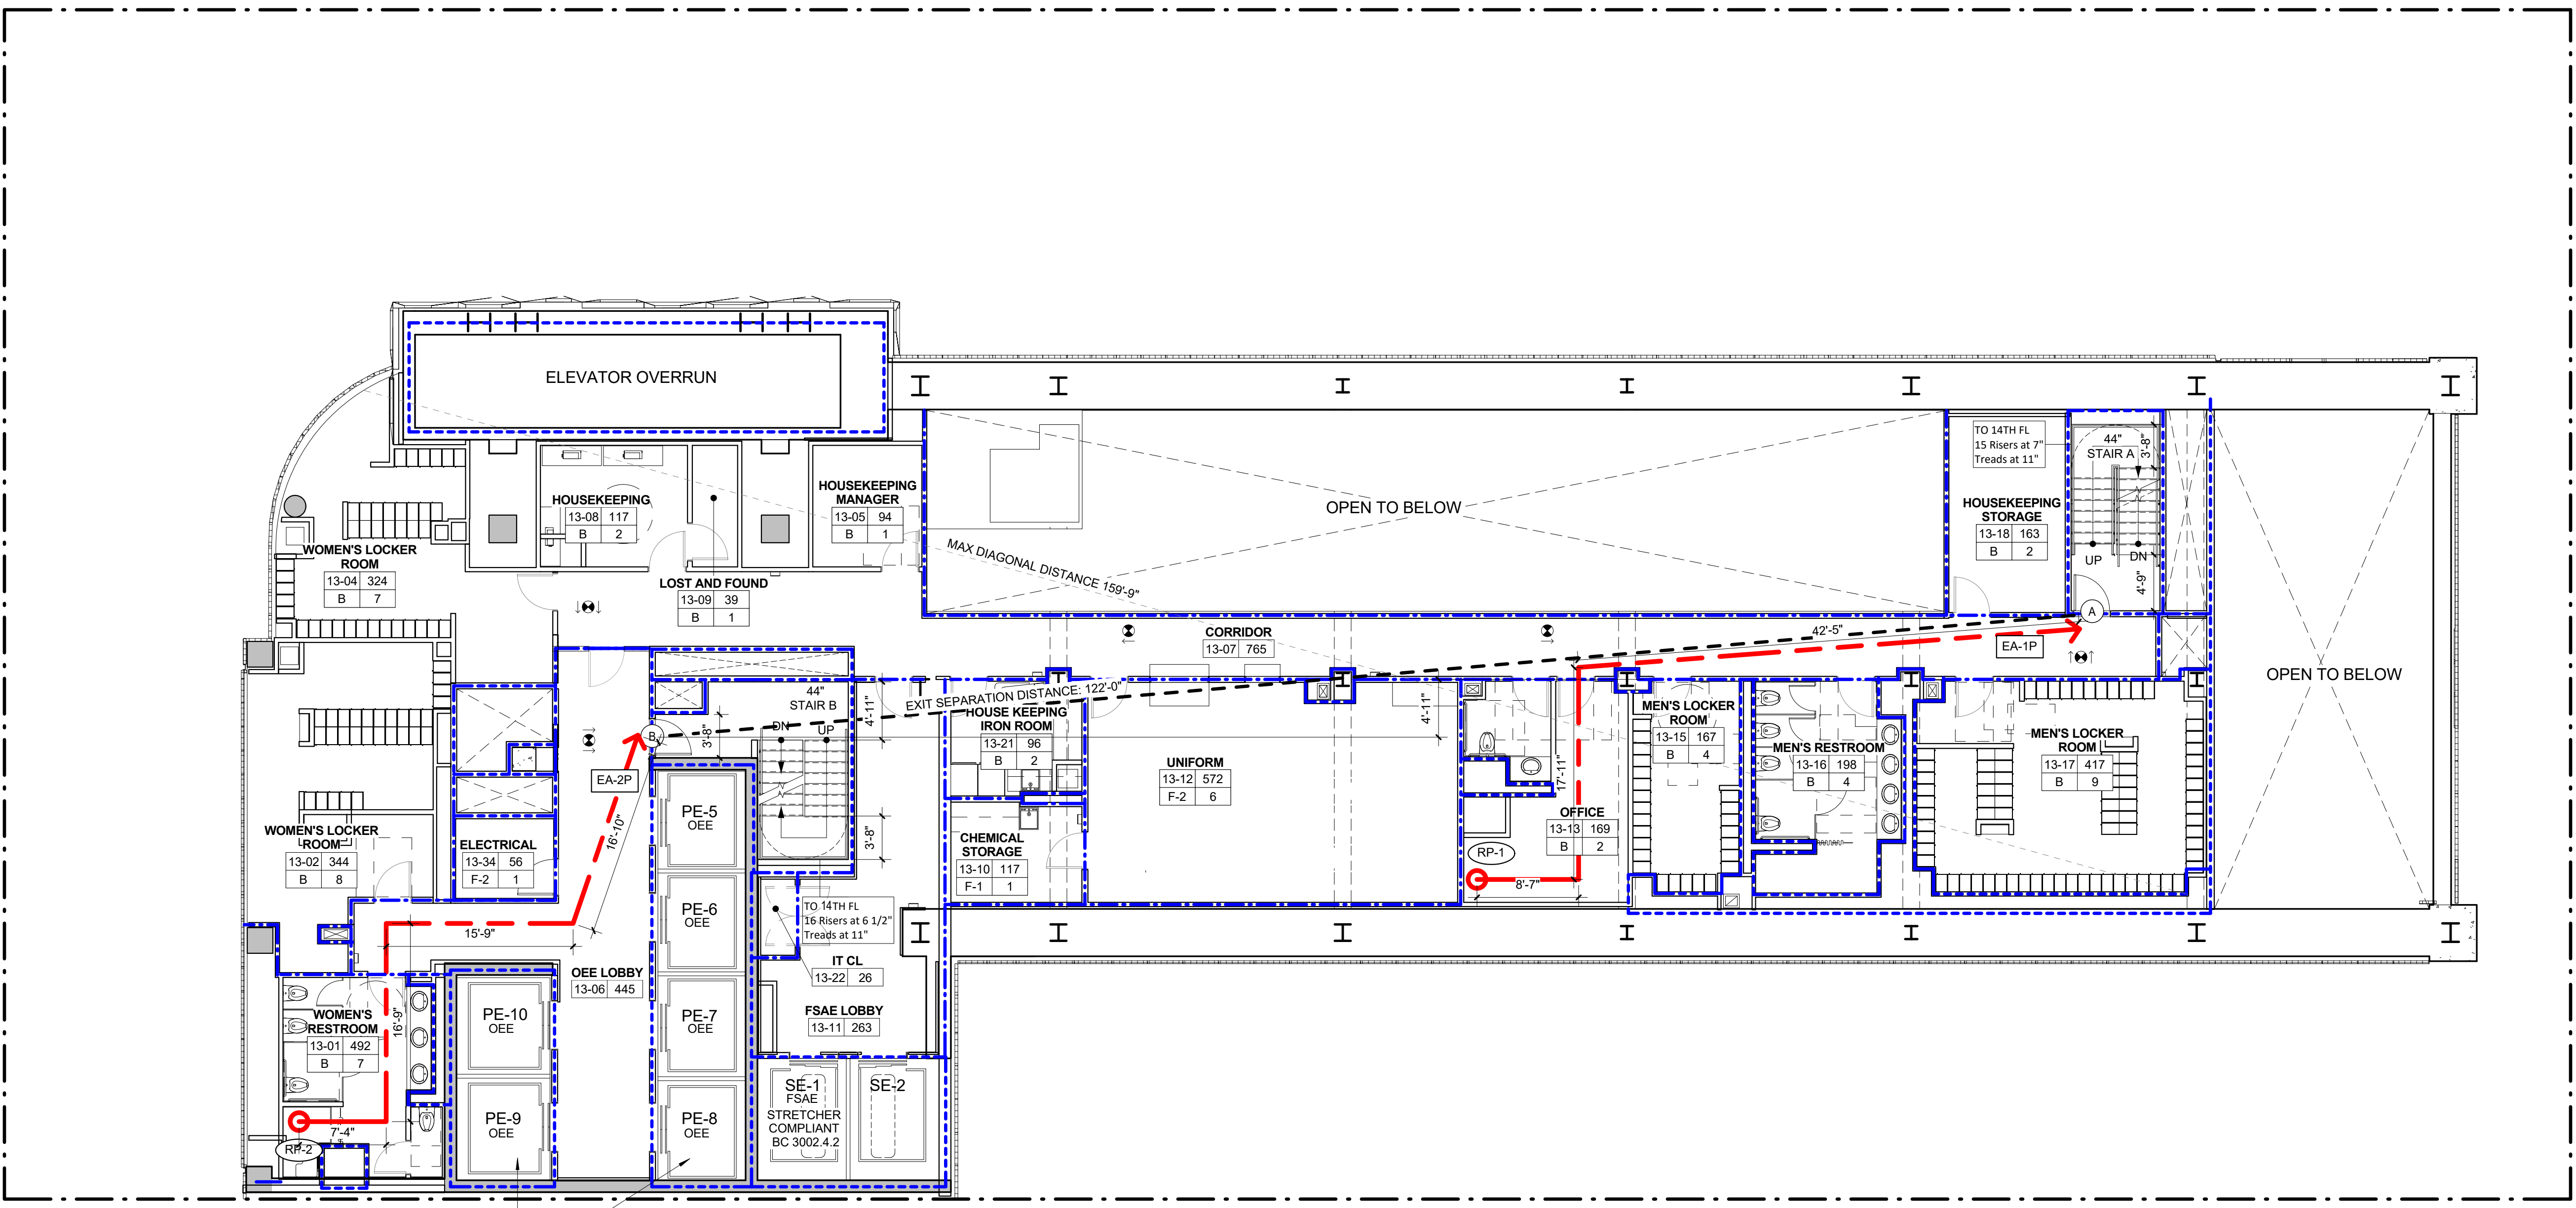 ELEVATOR OVERRUN
TO 14TH FL
15 Risers at 7"
Treads at 11"
44"
STAIR A
3'-8"
UP
DN
4'-9"
A
HOUSEKEEPING
STORAGE
13-18 163
B 2
OPEN TO BELOW
HOUSEKEEPING
MANAGER
13-05 94
B 1
HOUSEKEEPING
13-08 117
B 2
WOMEN'S LOCKER
ROOM
13-04 324
B 7
LOST AND FOUND
13-09 39
B 1
MAX DIAGONAL DISTANCE 159'-9"
CORRIDOR
13-07 765
42'-5"
EA-1P
OPEN TO BELOW
EXIT SEPARATION DISTANCE: 122'-0"
44"
STAIR B
DN
UP
4'-11"
3'-8"
3'-8"
B
EA-2P
16'-10"
HOUSE KEEPING
IRON ROOM
13-21 96
B 2
4'-11"
UNIFORM
13-12 572
F-2 6
17'-11"
MEN'S LOCKER
ROOM
13-15 167
B 4
MEN'S RESTROOM
13-16 198
B 4
MEN'S LOCKER
ROOM
13-17 417
B 9
OFFICE
13-13 169
B 2
RP-1
8'-7"
CHEMICAL
STORAGE
13-10 117
F-1 1
WOMEN'S LOCKER
ROOM
13-02 344
B 8
ELECTRICAL
13-34 56
F-2 1
15'-9"
PE-5
OEE
PE-6
OEE
PE-7
OEE
PE-8
OEE
TO 14TH FL
16 Risers at 6 1/2"
Treads at 11"
IT CL
13-22 26
FSAE LOBBY
13-11 263
OEE LOBBY
13-06 445
PE-10
OEE
PE-9
OEE
WOMEN'S
RESTROOM
13-01 492
B 7
16'-9"
7'-4"
RP-2
SE-1
FSAE
STRETCHER
COMPLIANT
BC 3002.4.2
SE-2